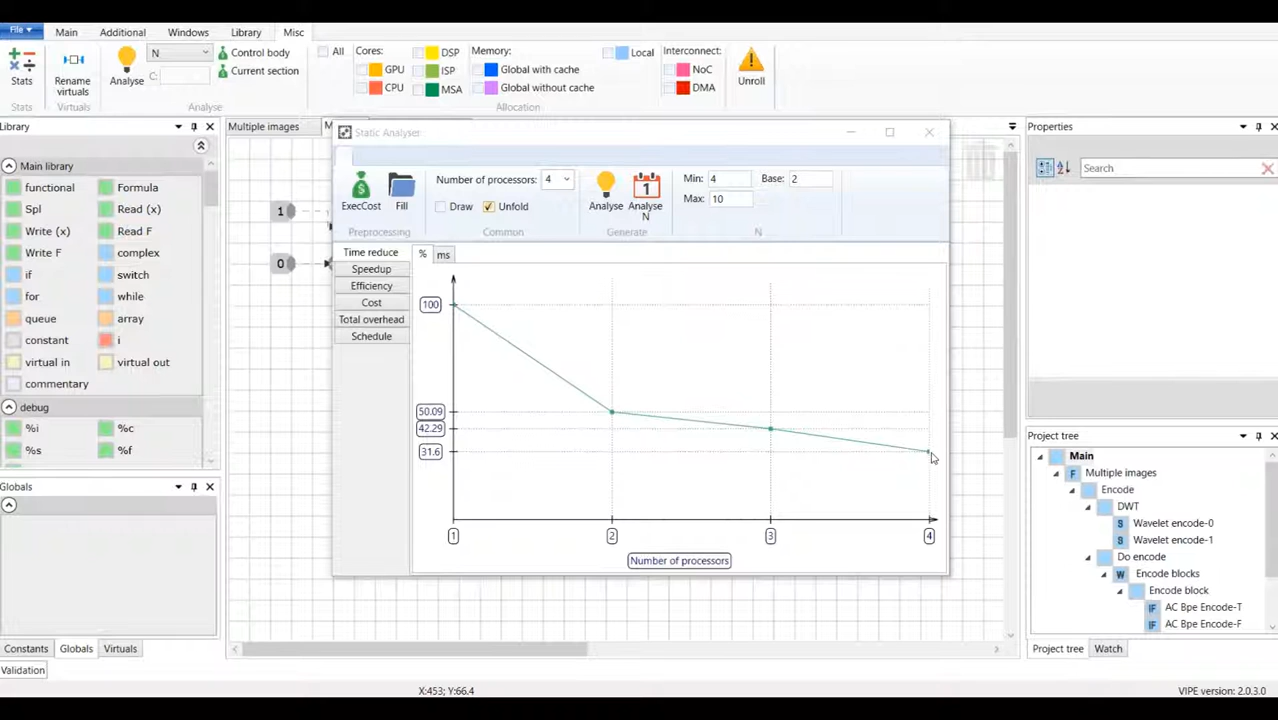 File
Main
Additional
Windows
Library
Misc
Stats
Stats
Rename virtuals
Virtuals
Analyse
N
C:
Control body
Current section
Analyse
All
Cores:
GPU
CPU
DSP
ISP
MSA
Memory:
Global with cache
Global without cache
Local
Interconnect:
NoC
DMA
Allocation
Unroll
Library
Multiple images
Main library
functional
Formula
Spl
Read (x)
Write (x)
Read F
Write F
complex
if
switch
for
while
queue
array
constant
i
virtual in
virtual out
commentary
debug
%i
%c
%s
%f
Globals
Constants
Globals
Virtuals
Validation
1
0
Static Analyser
ExecCost
Fill
Preprocessing
Number of processors: 4
Draw
Unfold
Common
Analyse
Analyse N
Generate
Min: 4
Base: 2
Max: 10
N
Time reduce
Speedup
Efficiency
Cost
Total overhead
Schedule
%
ms
100
50.09
42.29
31.6
1
2
3
4
Number of processors
Properties
Search
Project tree
Main
F Multiple images
Encode
DWT
S Wavelet encode-0
S Wavelet encode-1
Do encode
W Encode blocks
Encode block
IF AC Bpe Encode-T
IF AC Bpe Encode-F
Project tree
Watch
X:453; Y:66.4
VIPE version: 2.0.3.0